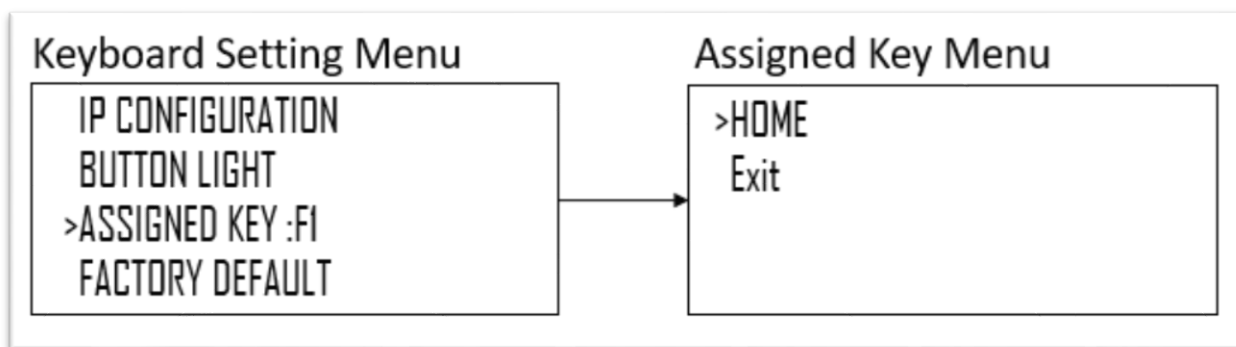 Keyboard Setting Menu
IP CONFIGURATION
BUTTON LIGHT
>ASSIGNED KEY :F1
FACTORY DEFAULT
Assigned Key Menu
>HOME
Exit